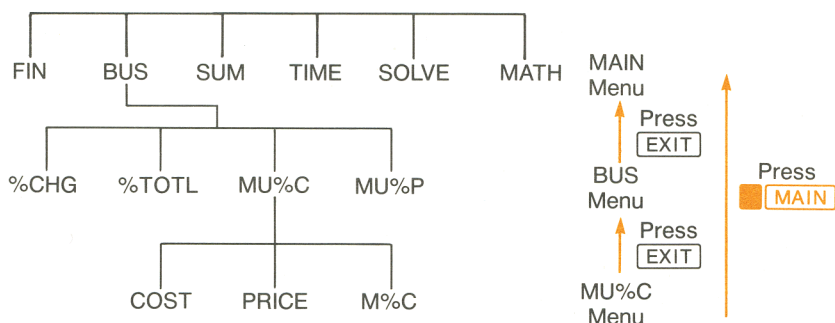 FIN BUS SUM TIME SOLVE MATH
%CHG %TOTL MU%C MU%P
COST PRICE M%C
MAIN
Menu
Press
EXIT
BUS
Menu
Press
EXIT
MU%C
Menu
Press
MAIN